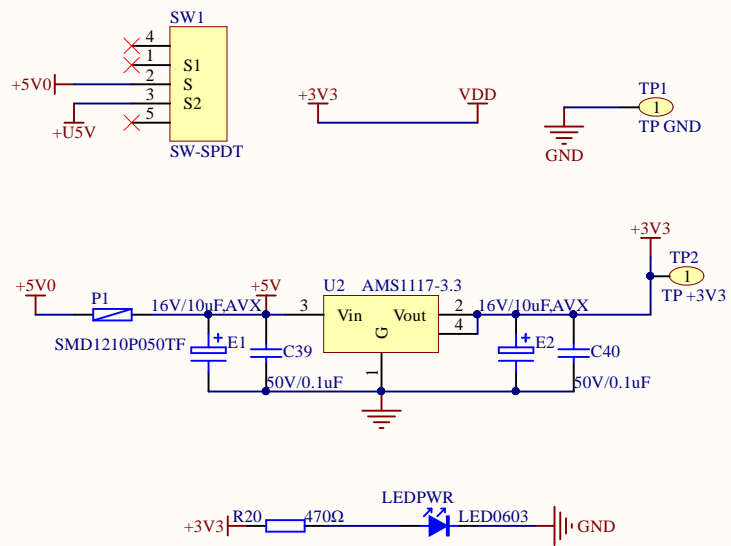 SW1
4
1
S1
+5V0
2
S
3
S2
+U5V
5
SW-SPDT
+3V3
VDD
TP1
1
TP GND
GND
+3V3
TP2
1
TP +3V3
+5V0
P1
SMD1210P050TF
16V/10uF,AVX
+5V
E1
C39
50V/0.1uF
U2 AMS1117-3.3
3
Vin
Vout
G
2
4
1
16V/10uF,AVX
E2
C40
50V/0.1uF
LEDPWR
+3V3
R20
470Ω
LED0603
GND